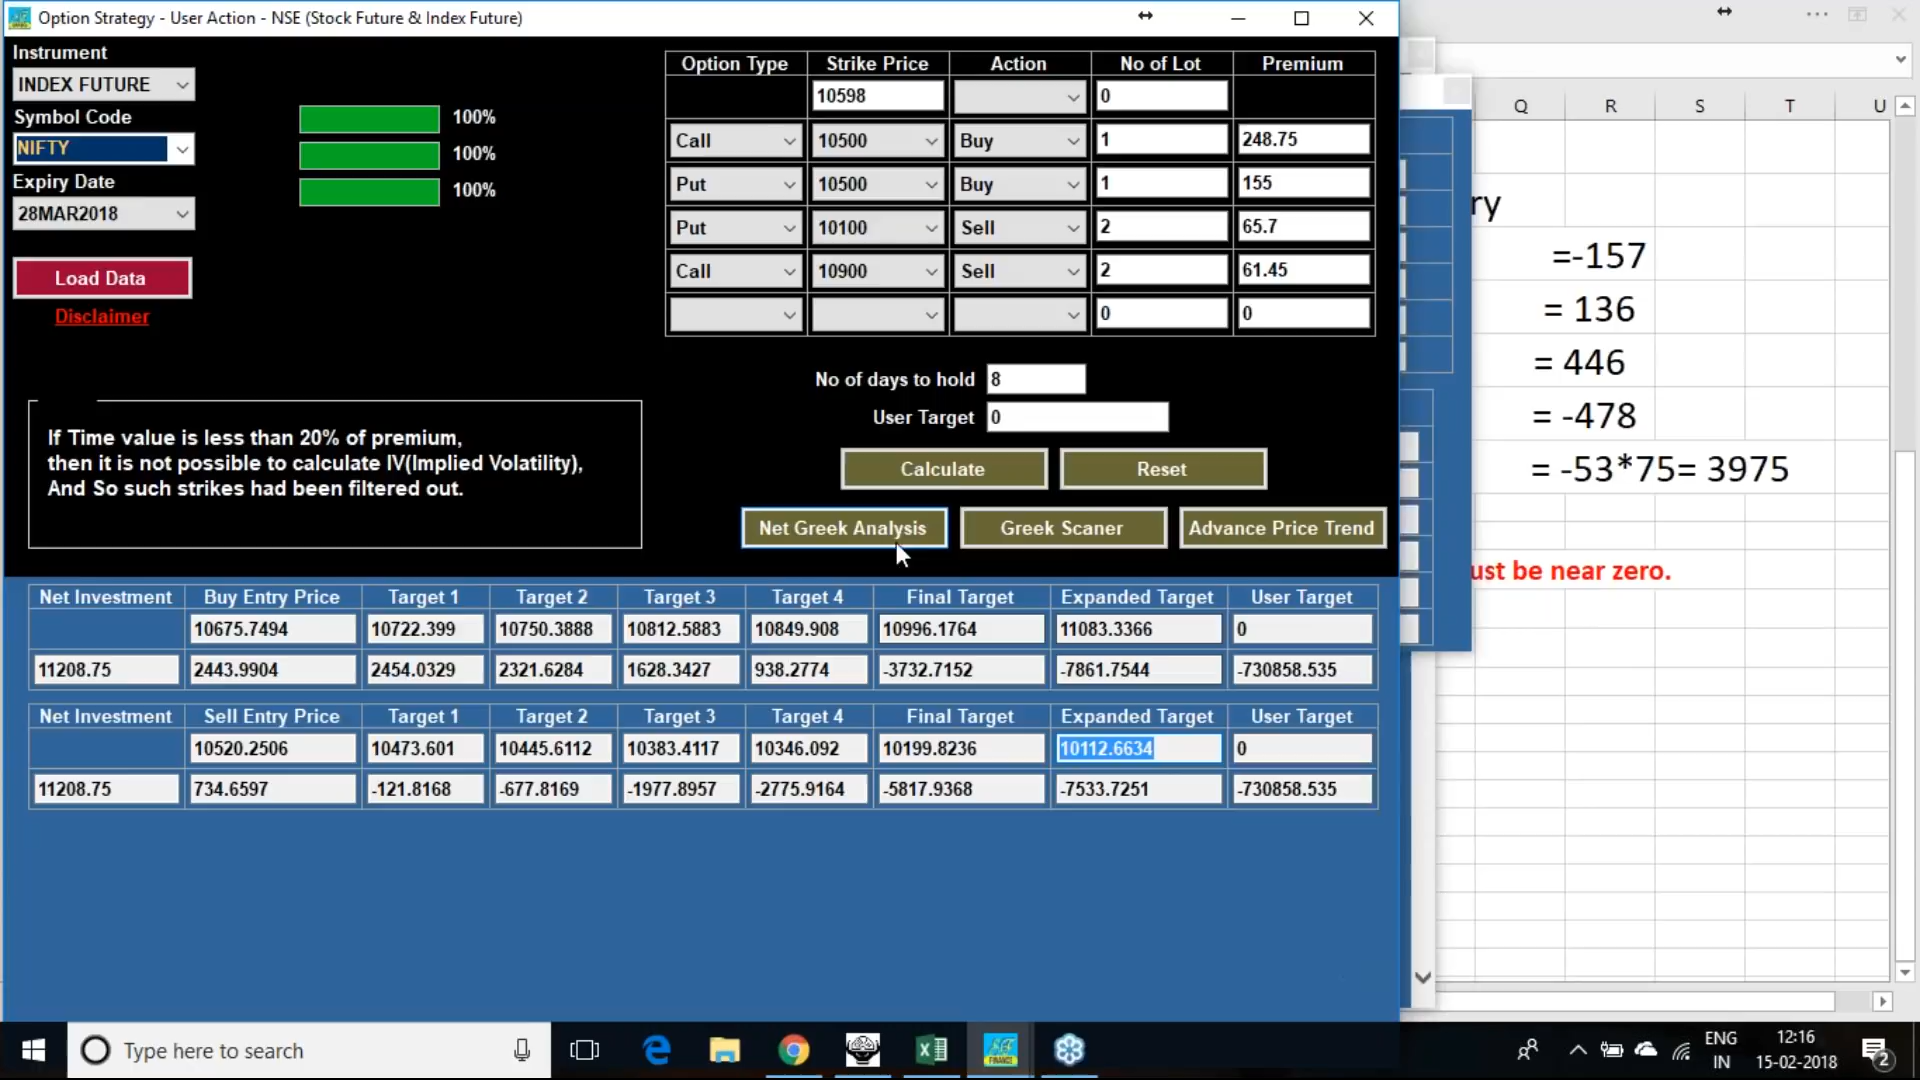 Option Strategy - User Action - NSE (Stock Future & Index Future)
Instrument
INDEX FUTURE
Symbol Code
NIFTY
Expiry Date
28MAR2018
Load Data
Disclaimer
100%
100%
100%
Option Type Strike Price Action No of Lot Premium
10598 0
Call 10500 Buy 1 248.75
Put 10500 Buy 1 155
Put 10100 Sell 2 65.7
Call 10900 Sell 2 61.45
0 0
No of days to hold 8
User Target 0
Calculate Reset
Net Greek Analysis Greek Scaner Advance Price Trend
If Time value is less than 20% of premium,
then it is not possible to calculate IV(Implied Volatility),
And So such strikes had been filtered out.
Net Investment Buy Entry Price Target 1 Target 2 Target 3 Target 4 Final Target Expanded Target User Target
10675.7494 10722.399 10750.3888 10812.5883 10849.908 10996.1764 11083.3366 0
11208.75 2443.9904 2454.0329 2321.6284 1628.3427 938.2774 -3732.7152 -7861.7544 -730858.535
Net Investment Sell Entry Price Target 1 Target 2 Target 3 Target 4 Final Target Expanded Target User Target
10520.2506 10473.601 10445.6112 10383.4117 10346.092 10199.8236 10112.6634 0
11208.75 734.6597 -121.8168 -677.8169 -1977.8957 -2775.9164 -5817.9368 -7533.7251 -730858.535
Q R S T U
ry
=-157
= 136
= 446
= -478
= -53*75= 3975
ust be near zero.
Type here to search
ENG
IN
12:16
15-02-2018
2